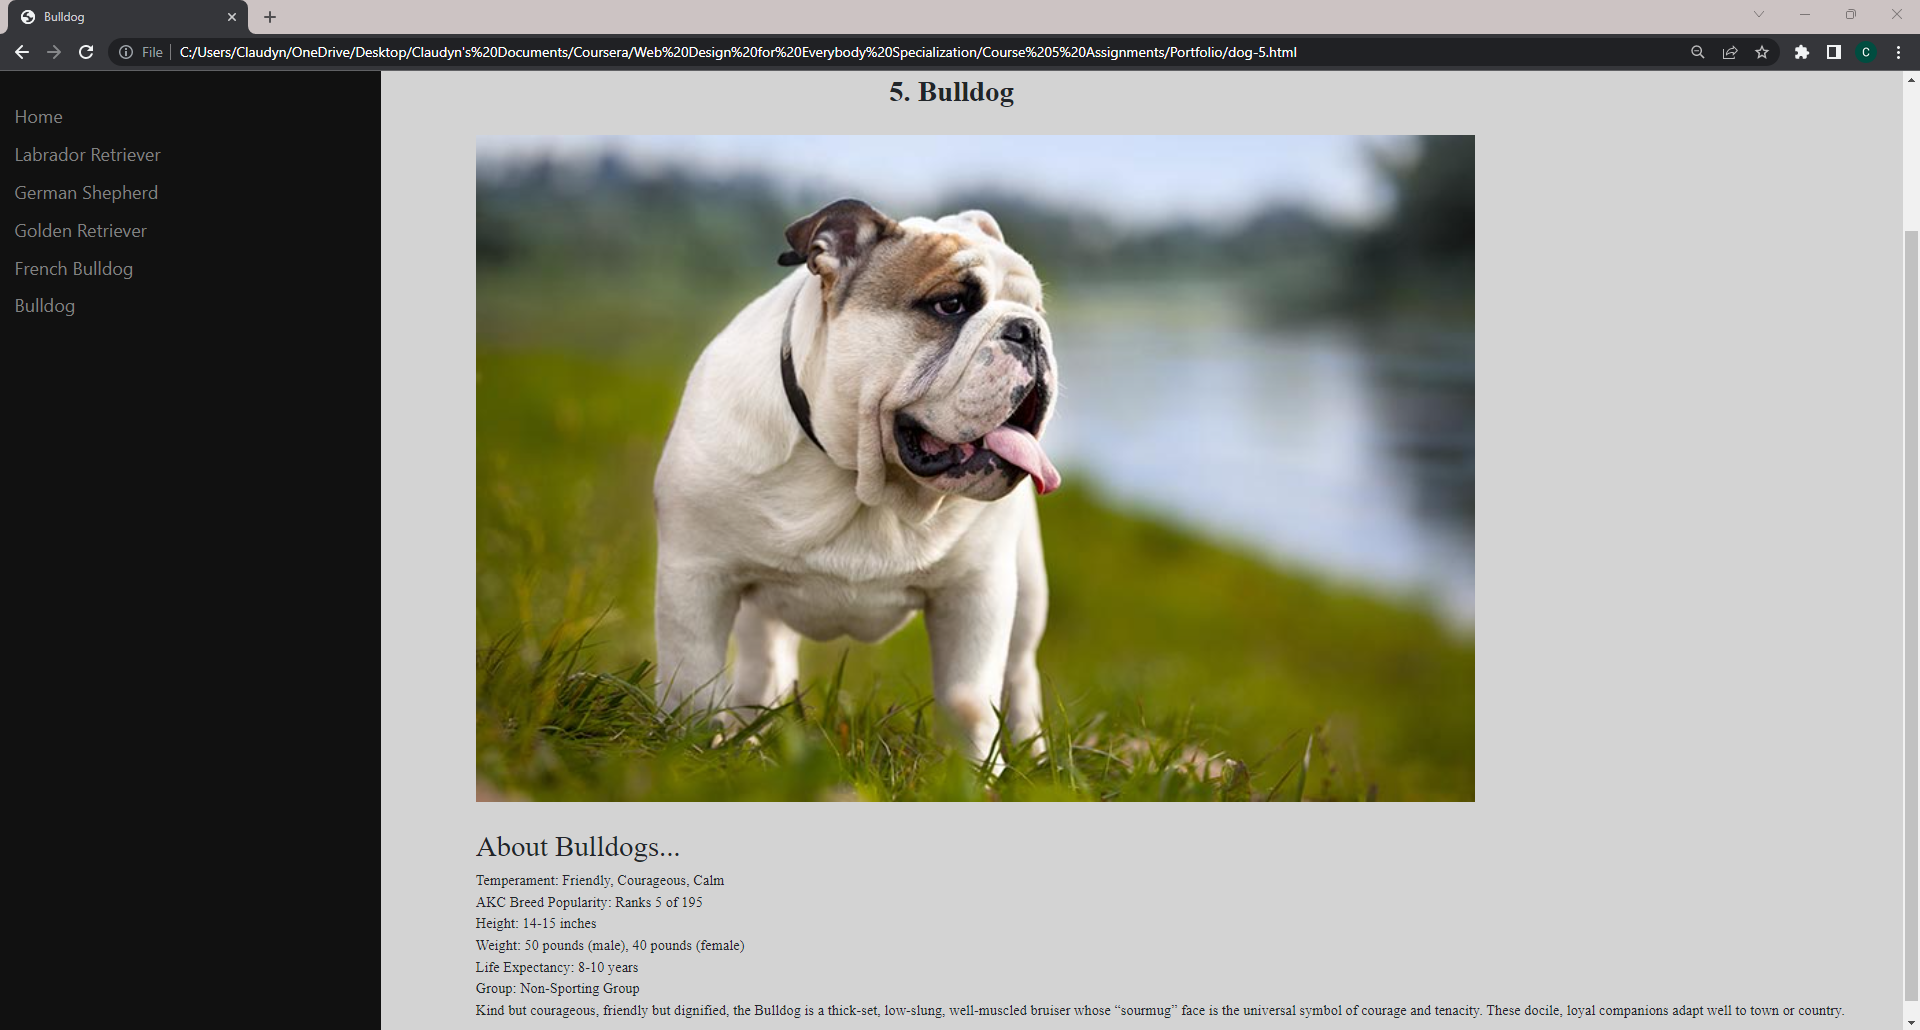 Bulldog
File
C:/Users/Claudyn/OneDrive/Desktop/Claudyn's%20Documents/Coursera/Web%20Design%20for%20Everybody%20Specialization/Course%205%20Assignments/Portfolio/dog-5.html
C
Home
Labrador Retriever
German Shepherd
Golden Retriever
French Bulldog
Bulldog
5. Bulldog
About Bulldogs...
Temperament: Friendly, Courageous, Calm
AKC Breed Popularity: Ranks 5 of 195
Height: 14-15 inches
Weight: 50 pounds (male), 40 pounds (female)
Life Expectancy: 8-10 years
Group: Non-Sporting Group
Kind but courageous, friendly but dignified, the Bulldog is a thick-set, low-slung, well-muscled bruiser whose “sourmug” face is the universal symbol of courage and tenacity. These docile, loyal companions adapt well to town or country.